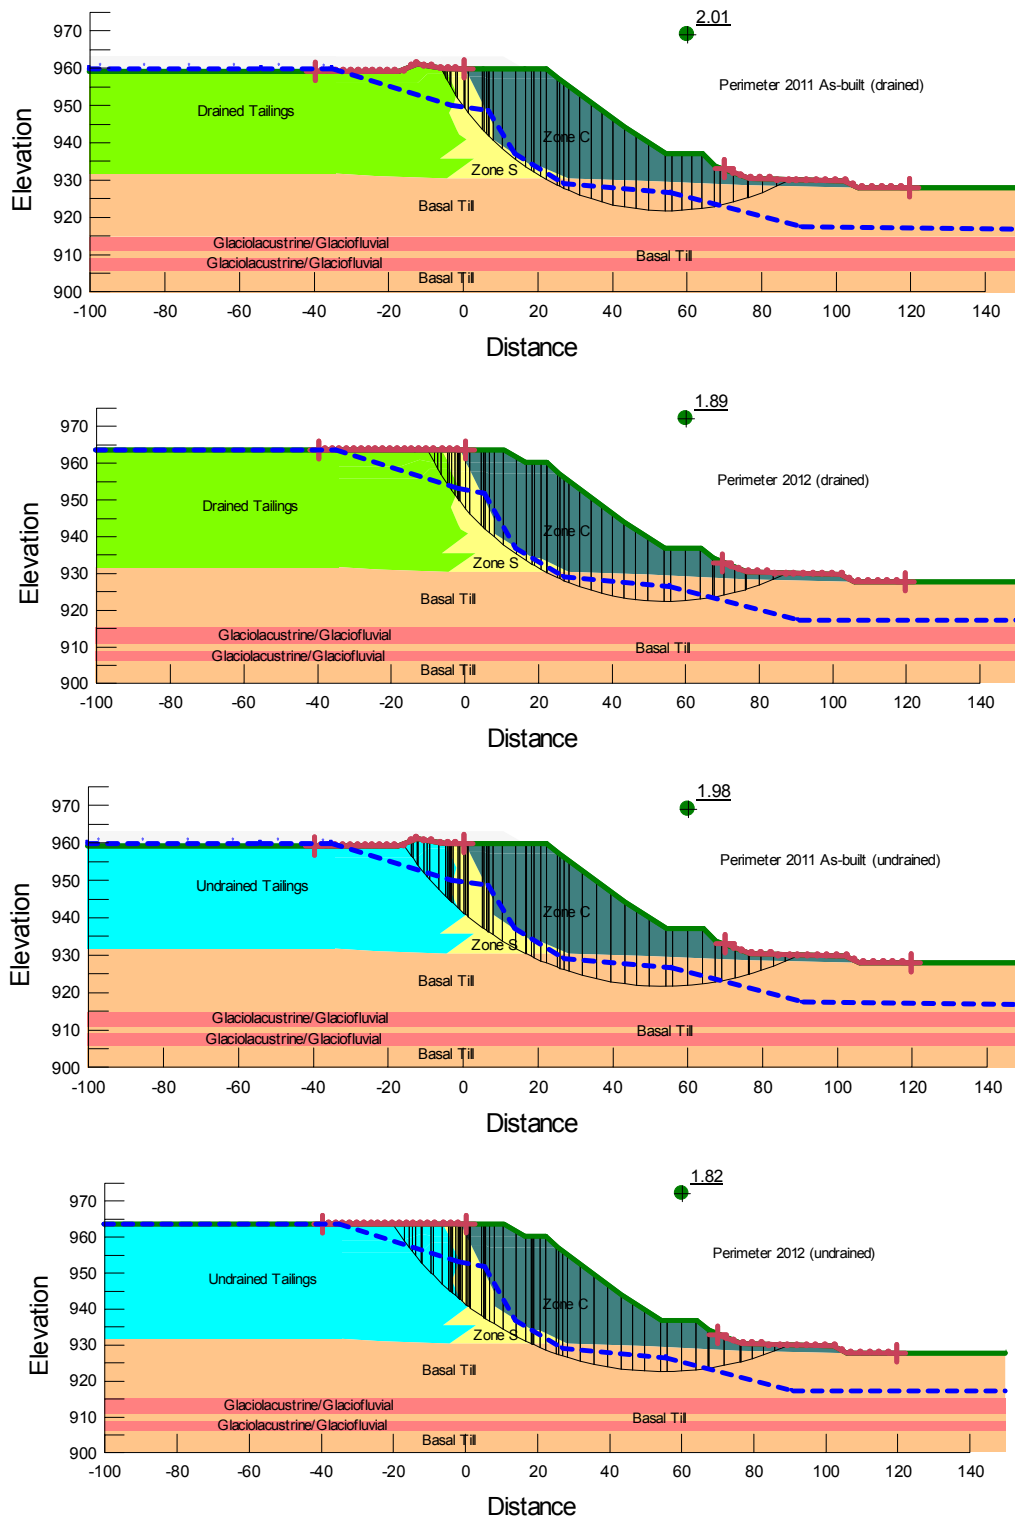 2.01
970
960
950
940
930
920
910
900
Elevation
Perimeter 2011 As-built (drained)
Drained Tailings
Zone C
Zone S
Basal Till
Glaciolacustrine/Glaciofluvial
Basal Till
Glaciolacustrine/Glaciofluvial
Basal Till
-100 -80 -60 -40 -20 0 20 40 60 80 100 120 140
Distance
1.89
970
960
950
940
930
920
910
900
Elevation
Perimeter 2012 (drained)
Drained Tailings
Zone C
Zone S
Basal Till
Glaciolacustrine/Glaciofluvial
Basal Till
Glaciolacustrine/Glaciofluvial
Basal Till
-100 -80 -60 -40 -20 0 20 40 60 80 100 120 140
Distance
1.98
970
960
950
940
930
920
910
900
Elevation
Perimeter 2011 As-built (undrained)
Undrained Tailings
Zone C
Zone S
Basal Till
Glaciolacustrine/Glaciofluvial
Basal Till
Glaciolacustrine/Glaciofluvial
Basal Till
-100 -80 -60 -40 -20 0 20 40 60 80 100 120 140
Distance
1.82
970
960
950
940
930
920
910
900
Elevation
Perimeter 2012 (undrained)
Undrained Tailings
Zone C
Zone S
Basal Till
Glaciolacustrine/Glaciofluvial
Basal Till
Glaciolacustrine/Glaciofluvial
Basal Till
-100 -80 -60 -40 -20 0 20 40 60 80 100 120 140
Distance